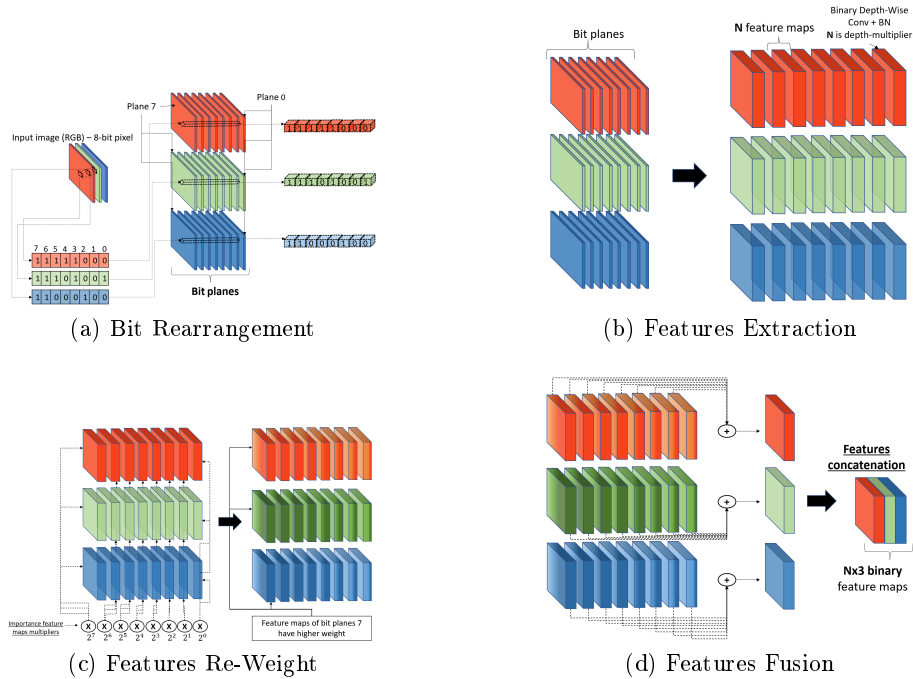 Plane 7
Plane 0
Input image (RGB) – 8-bit pixel
1 1 1 1 1 0 0 0
1 1 1 0 1 0 0 1
1 1 0 0 0 1 0 0
7 6 5 4 3 2 1 0
1 1 1 1 1 0 0 0
1 1 1 0 1 0 0 1
1 1 0 0 0 1 0 0
Bit planes
(a) Bit Rearrangement
Bit planes
N feature maps
Binary Depth-Wise
Conv + BN
N is depth-multiplier
(b) Features Extraction
Importance feature
maps multipliers
X X X X X X X X
2⁷ 2⁶ 2⁵ 2⁴ 2³ 2² 2¹ 2⁰
Feature maps of bit planes 7
have higher weight
(c) Features Re-Weight
+
+
+
Features
concatenation
Nx3 binary
feature maps
(d) Features Fusion